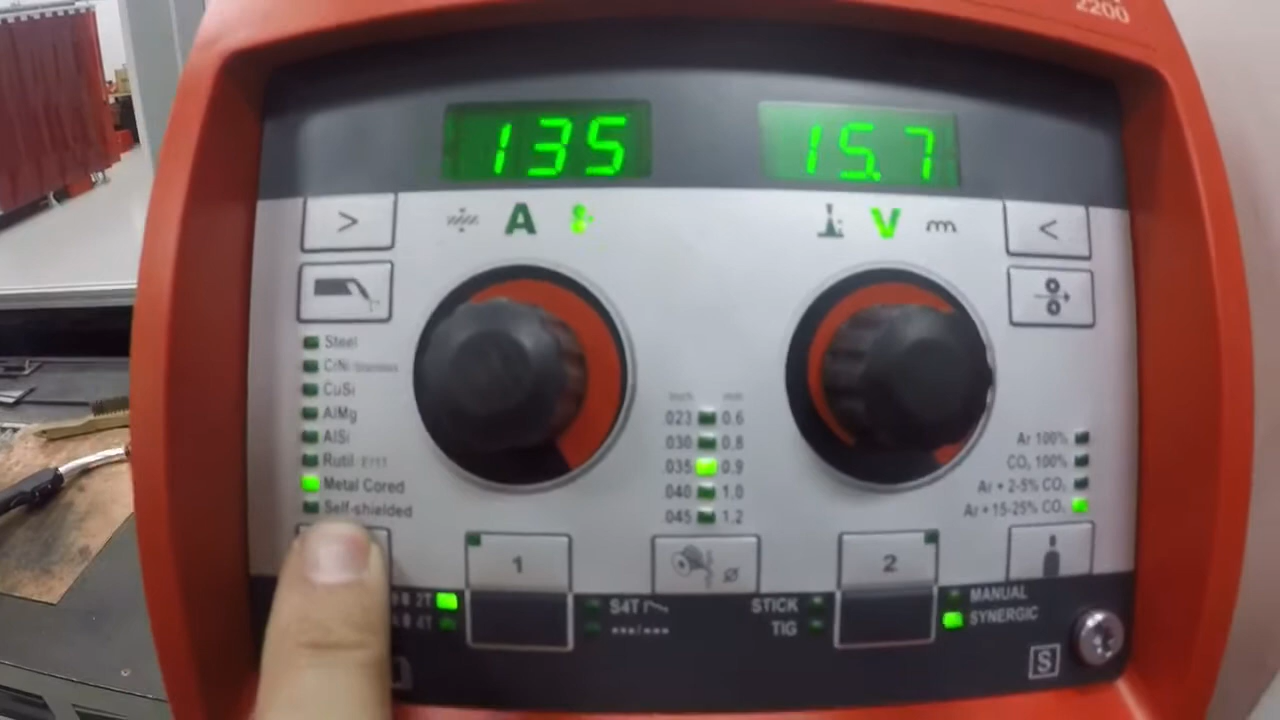 2200
135
15.7
> A V <
Steel
CrNi Stainless
CuSi
AlMg
AlSi
Rutil E71T
Metal Cored
Self-shielded
inch mm
.023 0.6
.030 0.8
.035 0.9
.040 1.0
.045 1.2
Ar 100%
CO₂ 100%
Ar + 2-5% CO₂
Ar + 15-25% CO₂
1
Ø
2
2T
4T
S4T
STICK
TIG
MANUAL
SYNERGIC
S